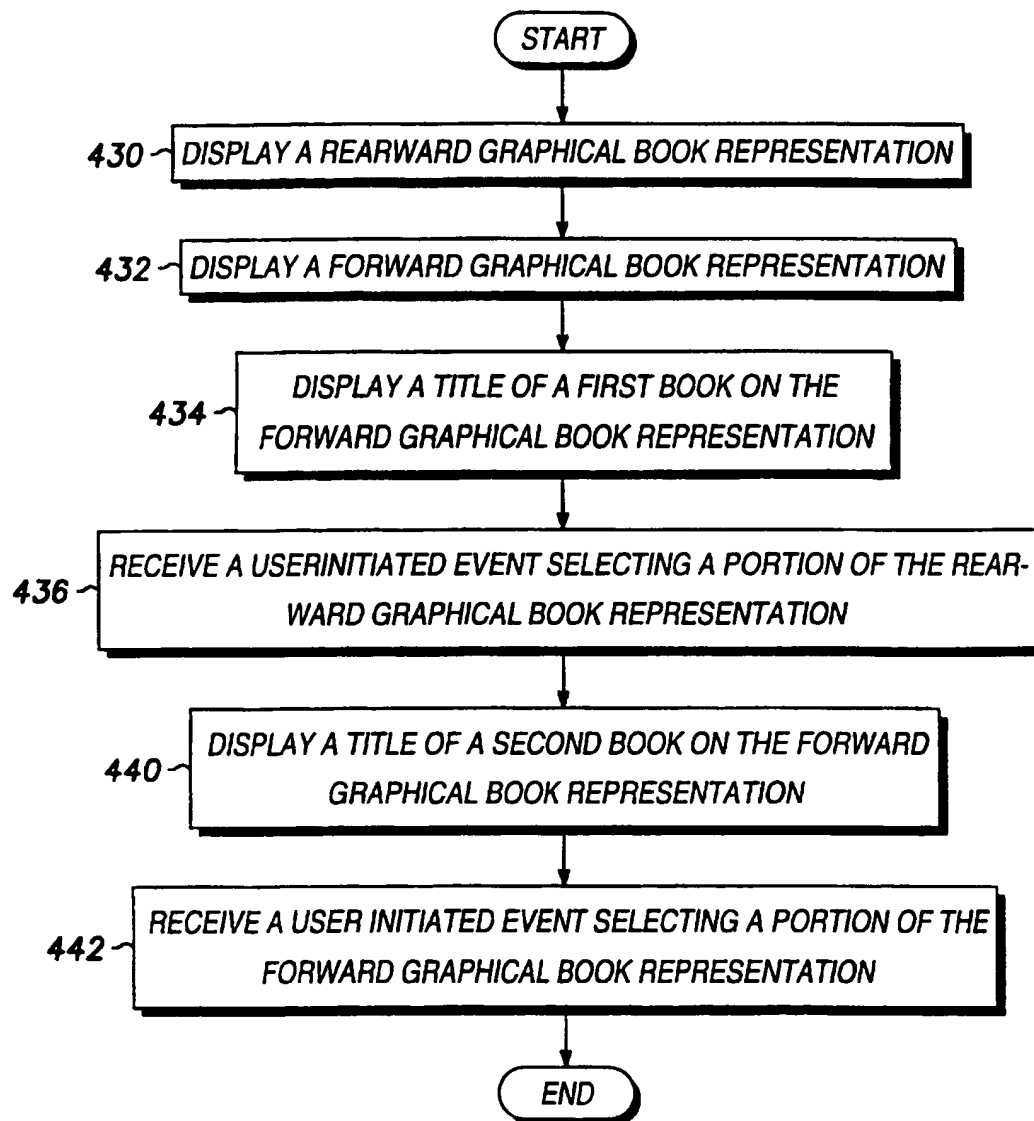 START
430 DISPLAY A REARWARD GRAPHICAL BOOK REPRESENTATION
432 DISPLAY A FORWARD GRAPHICAL BOOK REPRESENTATION
DISPLAY A TITLE OF A FIRST BOOK ON THE
434 FORWARD GRAPHICAL BOOK REPRESENTATION
RECEIVE A USERINITIATED EVENT SELECTING A PORTION OF THE REAR-
436 WARD GRAPHICAL BOOK REPRESENTATION
DISPLAY A TITLE OF A SECOND BOOK ON THE FORWARD
440 GRAPHICAL BOOK REPRESENTATION
RECEIVE A USER INITIATED EVENT SELECTING A PORTION OF THE
442 FORWARD GRAPHICAL BOOK REPRESENTATION
END